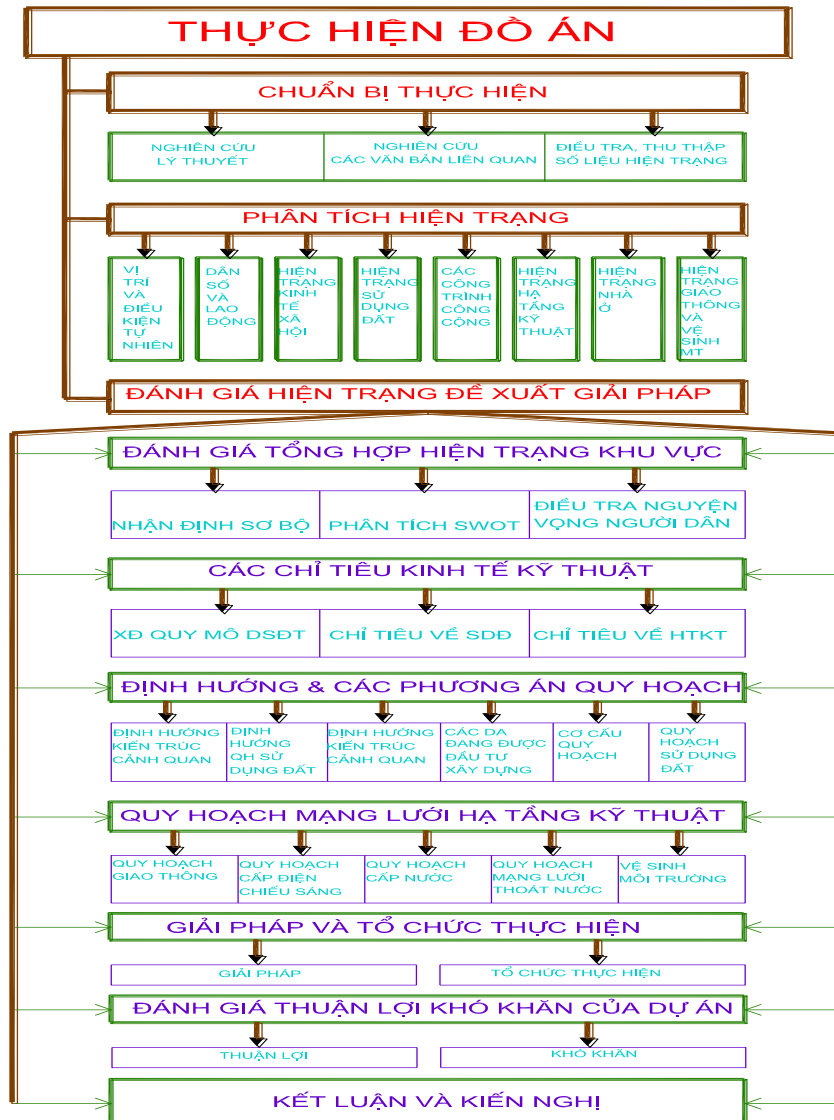 THỰC HIỆN ĐỒ ÁN
CHUẨN BỊ THỰC HIỆN
NGHIÊN CỨU
LÝ THUYẾT
NGHIÊN CỨU
CÁC VĂN BẢN LIÊN QUAN
ĐIỀU TRA, THU THẬP
SỐ LIỆU HIỆN TRẠNG
PHÂN TÍCH HIỆN TRẠNG
VỊ
TRÍ
VÀ
ĐIỀU
KIỆN
TỰ
NHIÊN
DÂN
SỐ
VÀ
LAO
ĐỘNG
HIỆN
TRẠNG
KINH
TẾ
XÃ
HỘI
HIỆN
TRẠNG
SỬ
DỤNG
ĐẤT
CÁC
CÔNG
TRÌNH
CÔNG
CỘNG
HIỆN
TRẠNG
HẠ
TẦNG
KỸ
THUẬT
HIỆN
TRẠNG
NHÀ
Ở
HIỆN
TRẠNG
GIAO
THÔNG
VÀ
VỆ
SINH
MT
ĐÁNH GIÁ HIỆN TRẠNG ĐỀ XUẤT GIẢI PHÁP
ĐÁNH GIÁ TỔNG HỢP HIỆN TRẠNG KHU VỰC
NHẬN ĐỊNH SƠ BỘ
PHÂN TÍCH SWOT
ĐIỀU TRA NGUYỆN
VỌNG NGƯỜI DÂN
CÁC CHỈ TIÊU KINH TẾ KỸ THUẬT
XĐ QUY MÔ DSĐT
CHỈ TIÊU VỀ SDĐ
CHỈ TIÊU VỀ HTKT
ĐỊNH HƯỚNG & CÁC PHƯƠNG ÁN QUY HOẠCH
ĐỊNH HƯỚNG
KIẾN TRÚC
CẢNH QUAN
ĐỊNH
HƯỚNG
QH SỬ
DỤNG ĐẤT
ĐỊNH HƯỚNG
KIẾN TRÚC
CẢNH QUAN
CÁC DA
ĐANG ĐƯỢC
ĐẦU TƯ
XÂY DỰNG
CƠ CẤU
QUY
HOẠCH
QUY
HOẠCH
SỬ DỤNG
ĐẤT
QUY HOẠCH MẠNG LƯỚI HẠ TẦNG KỸ THUẬT
QUY HOẠCH
GIAO THÔNG
QUY HOẠCH
CẤP ĐIỆN
CHIẾU SÁNG
QUY HOẠCH
CẤP NƯỚC
QUY HOẠCH
MẠNG LƯỚI
THOÁT NƯỚC
VỆ SINH
MÔI TRƯỜNG
GIẢI PHÁP VÀ TỔ CHỨC THỰC HIỆN
GIẢI PHÁP
TỔ CHỨC THỰC HIỆN
ĐÁNH GIÁ THUẬN LỢI KHÓ KHĂN CỦA DỰ ÁN
THUẬN LỢI
KHÓ KHĂN
KẾT LUẬN VÀ KIẾN NGHỊ